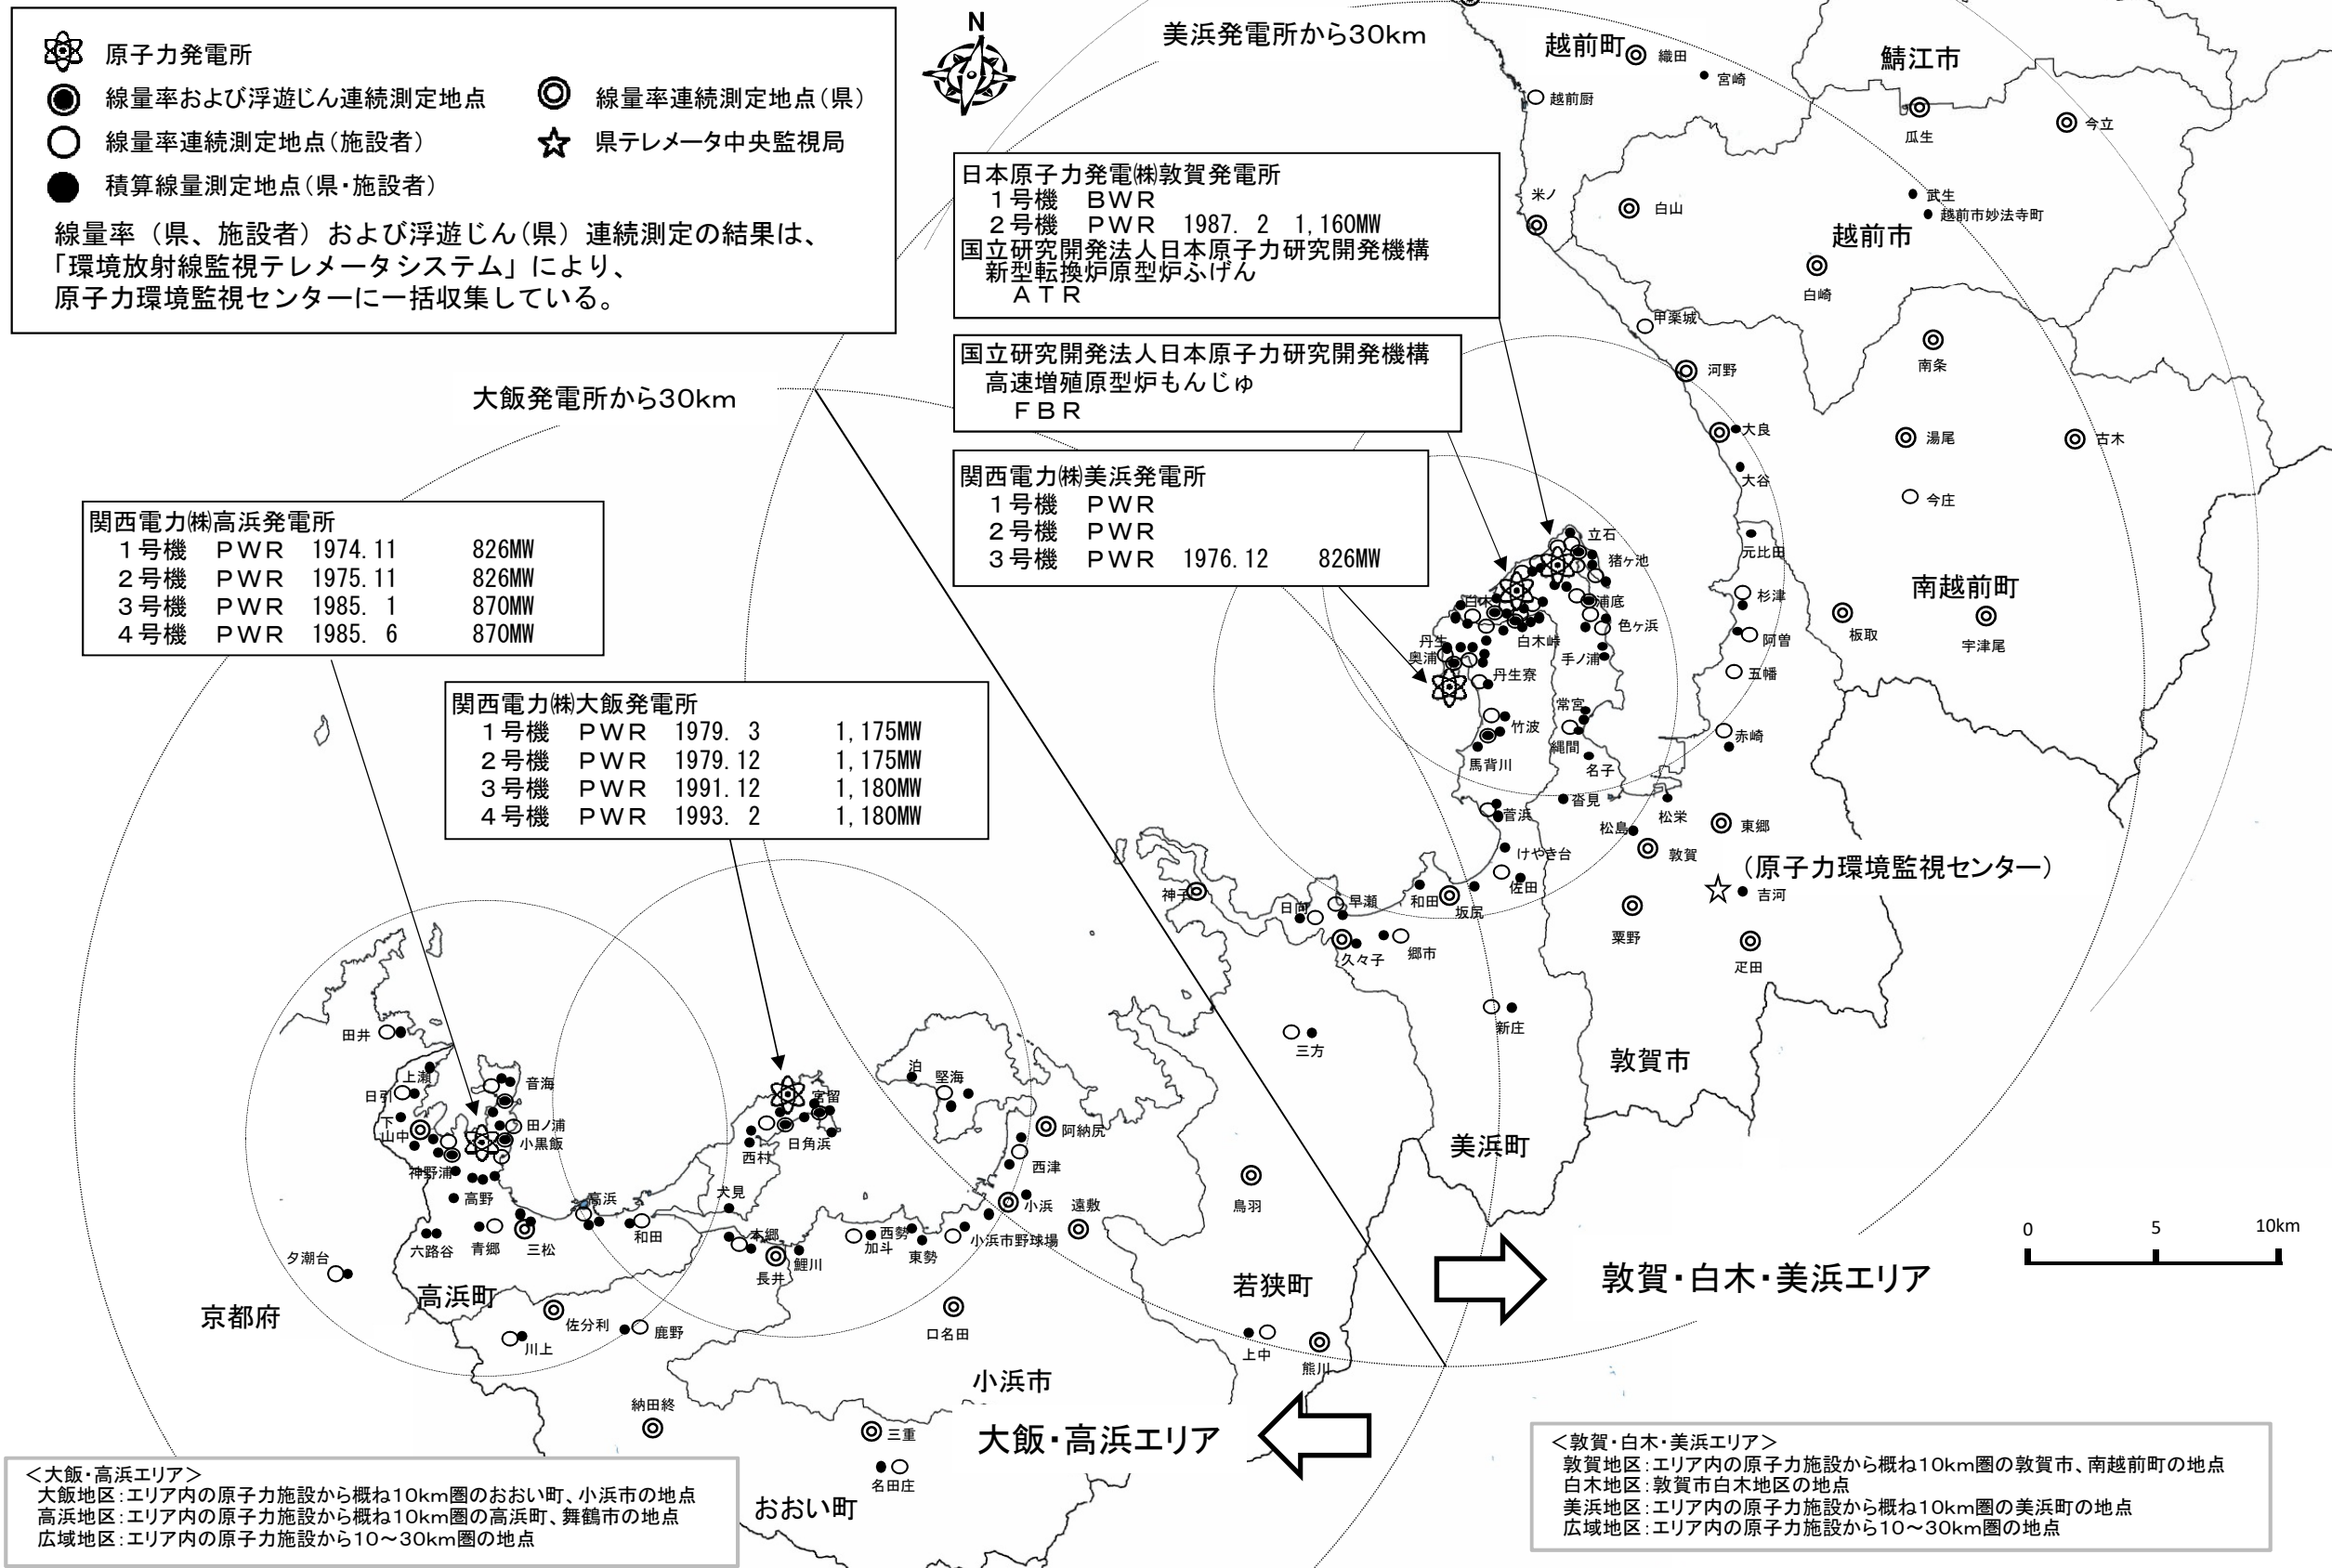 原子力発電所
線量率および浮遊じん連続測定地点
線量率連続測定地点(県)
線量率連続測定地点(施設者)
県テレメータ中央監視局
積算線量測定地点(県・施設者)
線量率（県、施設者）および浮遊じん(県）連続測定の結果は、
「環境放射線監視テレメータシステム」により、
原子力環境監視センターに一括収集している。
N
美浜発電所から30km
大飯発電所から30km
日本原子力発電㈱敦賀発電所
1号機 BWR
2号機 PWR 1987. 2 1,160MW
国立研究開発法人日本原子力研究開発機構
新型転換炉原型炉ふげん
ATR
国立研究開発法人日本原子力研究開発機構
高速増殖原型炉もんじゅ
FBR
関西電力㈱美浜発電所
1号機 PWR
2号機 PWR
3号機 PWR 1976.12 826MW
関西電力㈱高浜発電所
1号機 PWR 1974.11 826MW
2号機 PWR 1975.11 826MW
3号機 PWR 1985. 1 870MW
4号機 PWR 1985. 6 870MW
関西電力㈱大飯発電所
1号機 PWR 1979. 3 1,175MW
2号機 PWR 1979.12 1,175MW
3号機 PWR 1991.12 1,180MW
4号機 PWR 1993. 2 1,180MW
越前町
織田
宮崎
鯖江市
越前厨
瓜生
今立
米ノ
白山
武生
越前市妙法寺町
越前市
白崎
甲楽城
河野
南条
大良
湯尾
古木
大谷
今庄
元比田
立石
猪ヶ池
南越前町
杉津
白木
浦底
色ヶ浜
板取
宇津尾
阿曽
丹生
奥浦
白木峠
手ノ浦
五幡
丹生寮
常宮
竹波
縄間
赤崎
馬背川
名子
沓見
松栄
菅浜
松島
東郷
敦賀
けやき台
(原子力環境監視センター)
佐田
吉河
神子
日向
早瀬
和田
坂尻
粟野
疋田
久々子
郷市
新庄
三方
敦賀市
美浜町
田井
上瀬
日引
音海
下
山中
田ノ浦
小黒飯
神野浦
高野
六路谷
青郷
三松
高浜
和田
夕潮台
高浜町
京都府
佐分利
川上
鹿野
宮留
日角浜
西村
犬見
本郷
長井
鯉川
泊
堅海
阿納尻
西津
小浜
遠敷
西勢
加斗
東勢
小浜市野球場
口名田
鳥羽
若狭町
上中
熊川
小浜市
納田終
三重
名田庄
おおい町
0 5 10km
敦賀・白木・美浜エリア
大飯・高浜エリア
＜大飯・高浜エリア＞
大飯地区：エリア内の原子力施設から概ね10km圏のおおい町、小浜市の地点
高浜地区：エリア内の原子力施設から概ね10km圏の高浜町、舞鶴市の地点
広域地区：エリア内の原子力施設から10～30km圏の地点
＜敦賀・白木・美浜エリア＞
敦賀地区：エリア内の原子力施設から概ね10km圏の敦賀市、南越前町の地点
白木地区：敦賀市白木地区の地点
美浜地区：エリア内の原子力施設から概ね10km圏の美浜町の地点
広域地区：エリア内の原子力施設から10～30km圏の地点